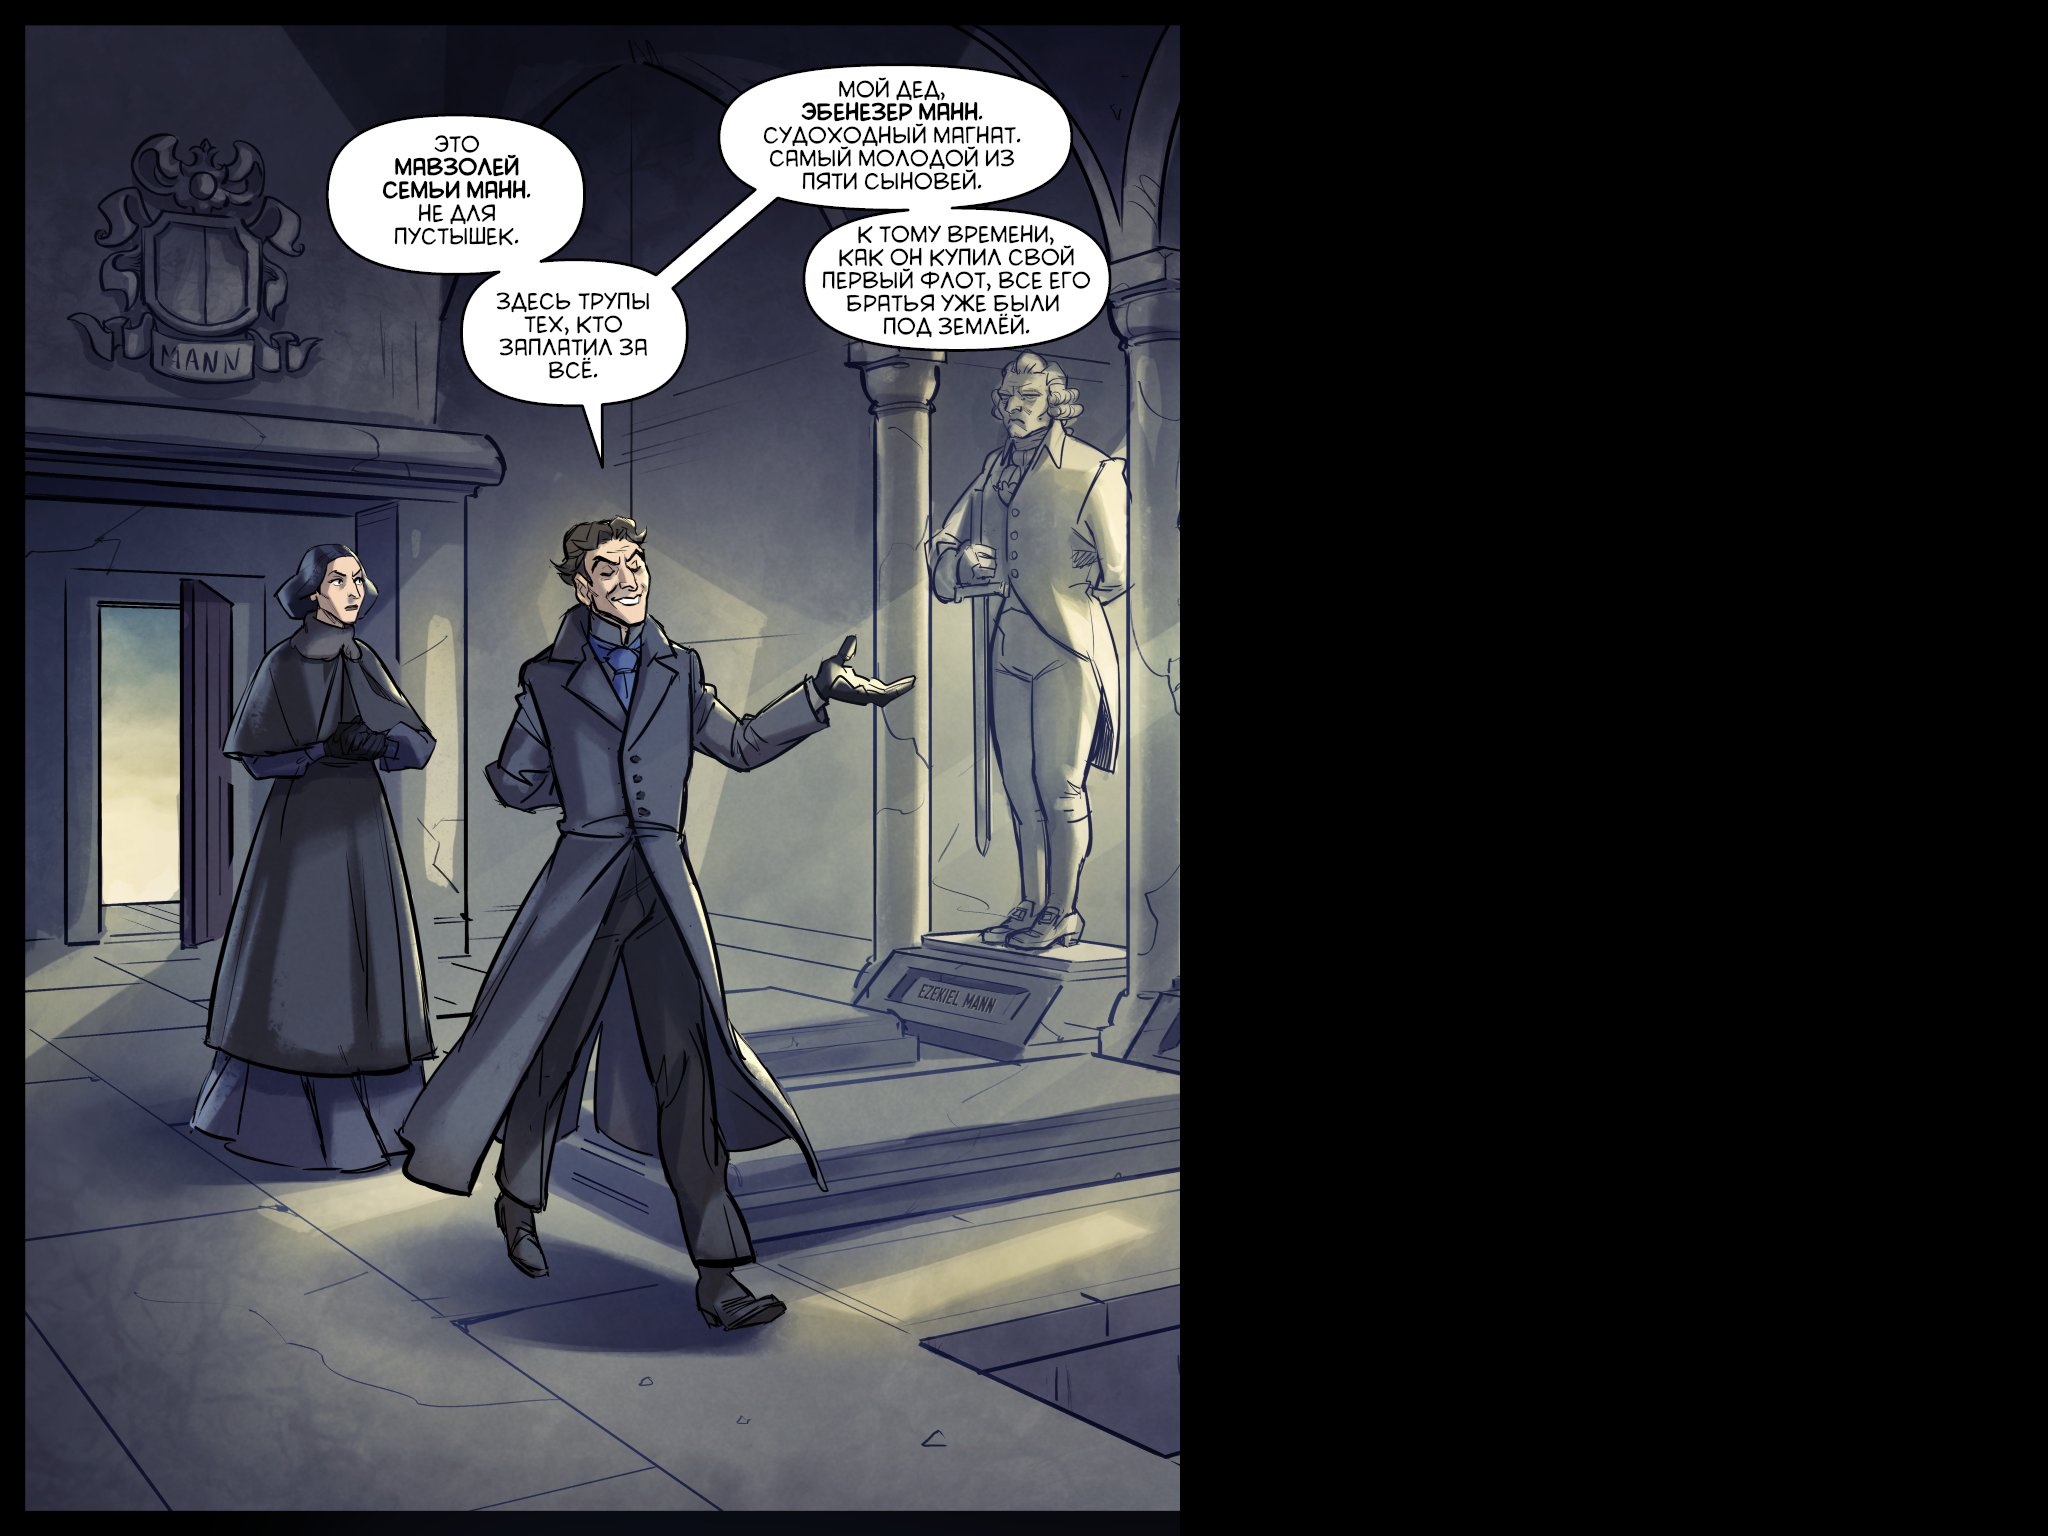 ЭТО
МАВЗОЛЕЙ
СЕМЬИ МАНН.
НЕ ДЛЯ
ПУСТЫШЕК.
ЗДЕСЬ ТРУПЫ
ТЕХ, КТО
ЗАПЛАТИЛ ЗА
ВСЁ.
МОЙ ДЕД,
ЭБЕНЕЗЕР МАНН.
СУДОХОДНЫЙ МАГНАТ.
САМЫЙ МОЛОДОЙ ИЗ
ПЯТИ СЫНОВЕЙ.
К ТОМУ ВРЕМЕНИ,
КАК ОН КУПИЛ СВОЙ
ПЕРВЫЙ ФЛОТ, ВСЕ ЕГО
БРАТЬЯ УЖЕ БЫЛИ
ПОД ЗЕМЛЁЙ.
MANN
EZEKIEL MANN